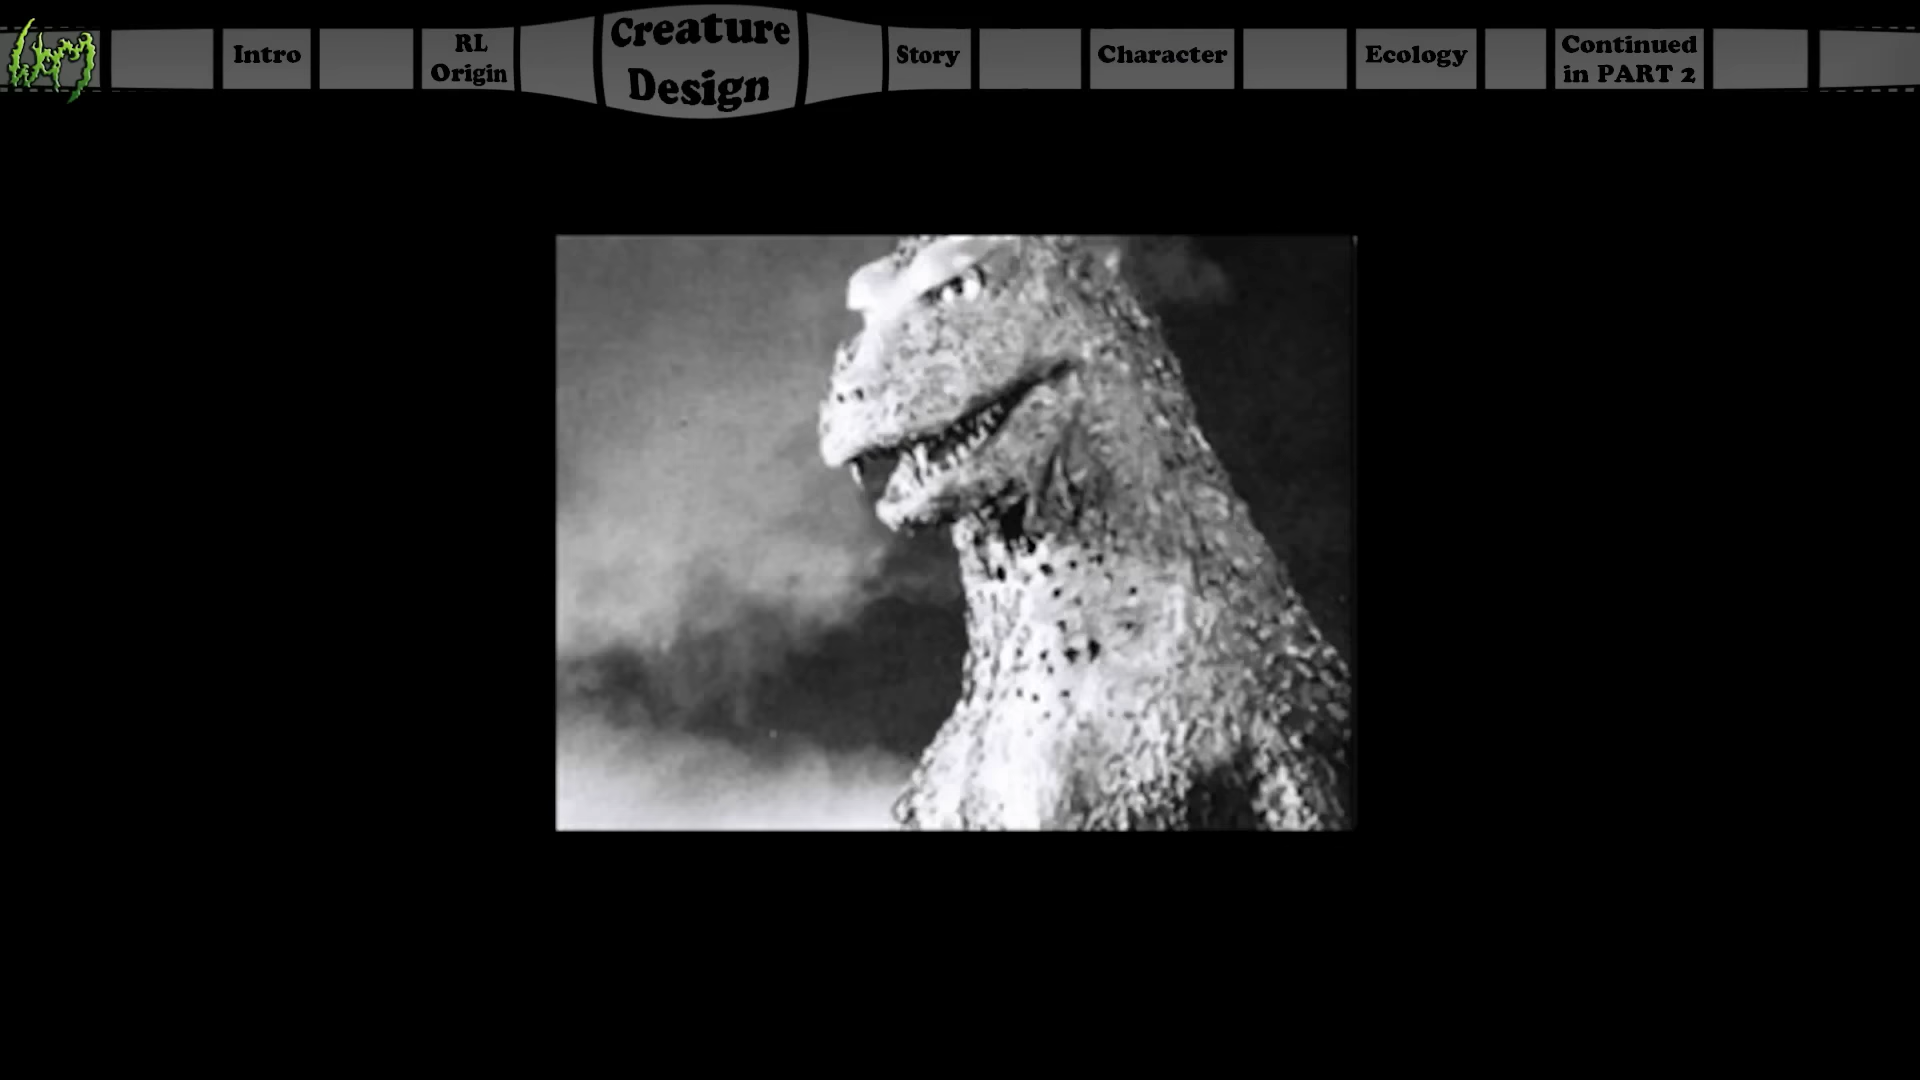 Intro
RL
Origin
Creature
Design
Story
Character
Ecology
Continued
in PART 2